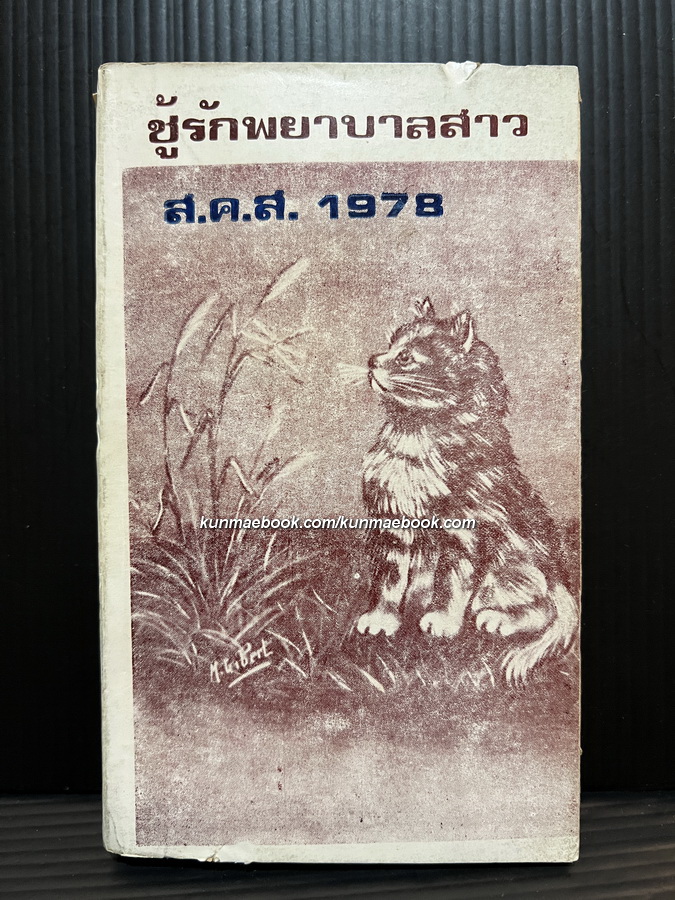 ชู้รักพยาบาลสาว
ส.ค.ส. 1978
kunmaebook.com/kunmaebook.com